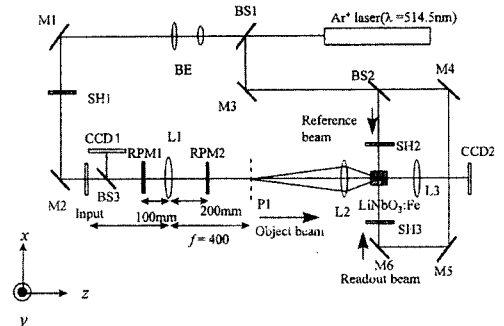 Ar⁺ laser(λ =514.5nm)
M1
BS1
BE
M3
BS2
M4
SH1
CCD1
L1
RPM1
RPM2
Reference
beam
SH2
CCD2
M2
BS3
Input
P1
L2
L3
LiNbO₃:Fe
100mm
200mm
f = 400
Object beam
SH3
M6
M5
Readout beam
x
z
y